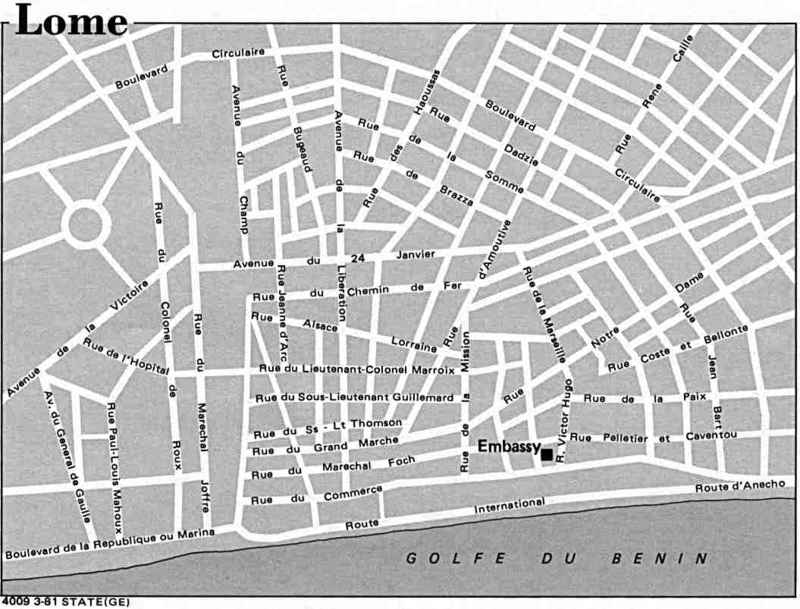 Lome
Boulevard Circulaire
Avenue du Champ
Rue Bugeaud
Avenue de la Liberation
Rue des Haoussas
Rue de la Somme
Rue de Brazza
Rue Dadzie
Boulevard Circulaire
Rue Rene Caille
Rue du Colonel de Roux
Avenue de la Victoire
Rue de l'Hopital
Av. du General de Gaulle
Rue Paul-Louis Mahoux
Rue du Marechal Joffre
Avenue du 24 Janvier
Rue d'Amoutive
Rue du Chemin de Fer
Rue Jeanne d'Arc
Rue Alsace Lorraine
Rue de la Mission
Rue de la Marseille
Rue Notre Dame
Rue Coste et Bellonte
Rue Jean Bart
Rue du Lieutenant-Colonel Marroix
Rue du Sous-Lieutenant Guillemard
Rue du Ss - Lt Thomson
Rue du Grand Marche
Rue du Marechal Foch
Rue du Commerce
R. Victor Hugo
Rue de la Paix
Rue Pelletier et Caventou
Embassy
Boulevard de la Republique ou Marina
Route International
Route d'Anecho
GOLFE DU BENIN
4009 3-81 STATE(GE)